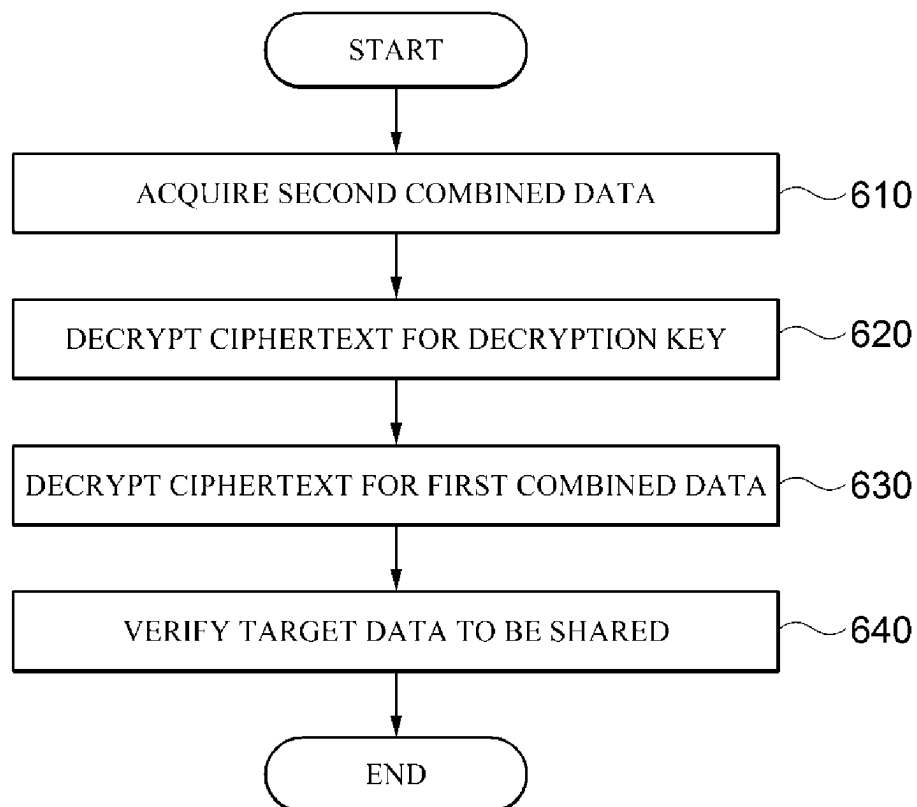 START
ACQUIRE SECOND COMBINED DATA
610
DECRYPT CIPHERTEXT FOR DECRYPTION KEY
620
DECRYPT CIPHERTEXT FOR FIRST COMBINED DATA
630
VERIFY TARGET DATA TO BE SHARED
640
END